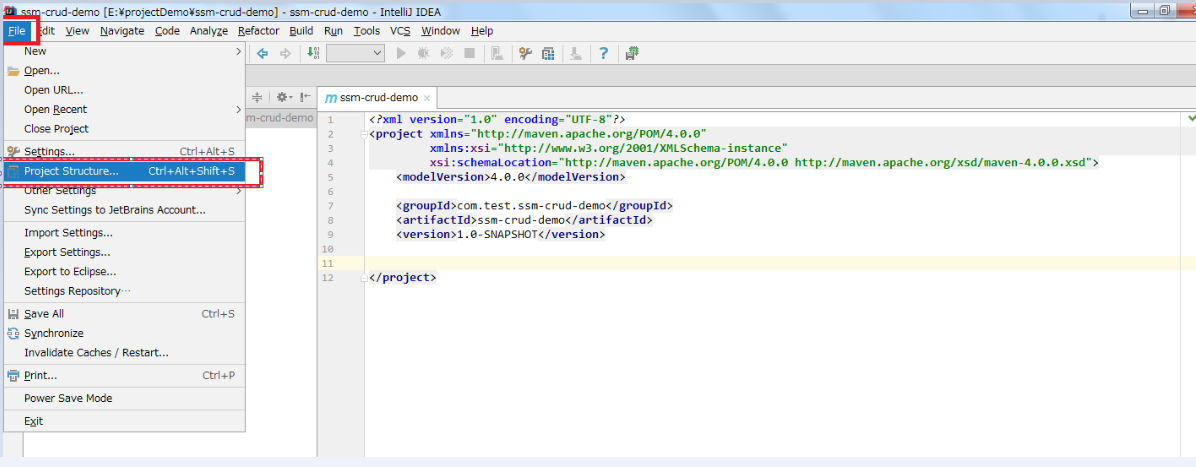 ssm-crud-demo [E:¥projectDemo¥ssm-crud-demo] - ssm-crud-demo - IntelliJ IDEA
File Edit View Navigate Code Analyze Refactor Build Run Tools VCS Window Help
New
Open...
Open URL...
Open Recent
Close Project
Settings... Ctrl+Alt+S
Project Structure... Ctrl+Alt+Shift+S
Other Settings
Sync Settings to JetBrains Account...
Import Settings...
Export Settings...
Export to Eclipse...
Settings Repository...
Save All Ctrl+S
Synchronize
Invalidate Caches / Restart...
Print... Ctrl+P
Power Save Mode
Exit
m-crud-demo
ssm-crud-demo
1 <?xml version="1.0" encoding="UTF-8"?>
2 <project xmlns="http://maven.apache.org/POM/4.0.0"
3 xmlns:xsi="http://www.w3.org/2001/XMLSchema-instance"
4 xsi:schemaLocation="http://maven.apache.org/POM/4.0.0 http://maven.apache.org/xsd/maven-4.0.0.xsd">
5 <modelVersion>4.0.0</modelVersion>
6
7 <groupId>com.test.ssm-crud-demo</groupId>
8 <artifactId>ssm-crud-demo</artifactId>
9 <version>1.0-SNAPSHOT</version>
10
11
12 </project>